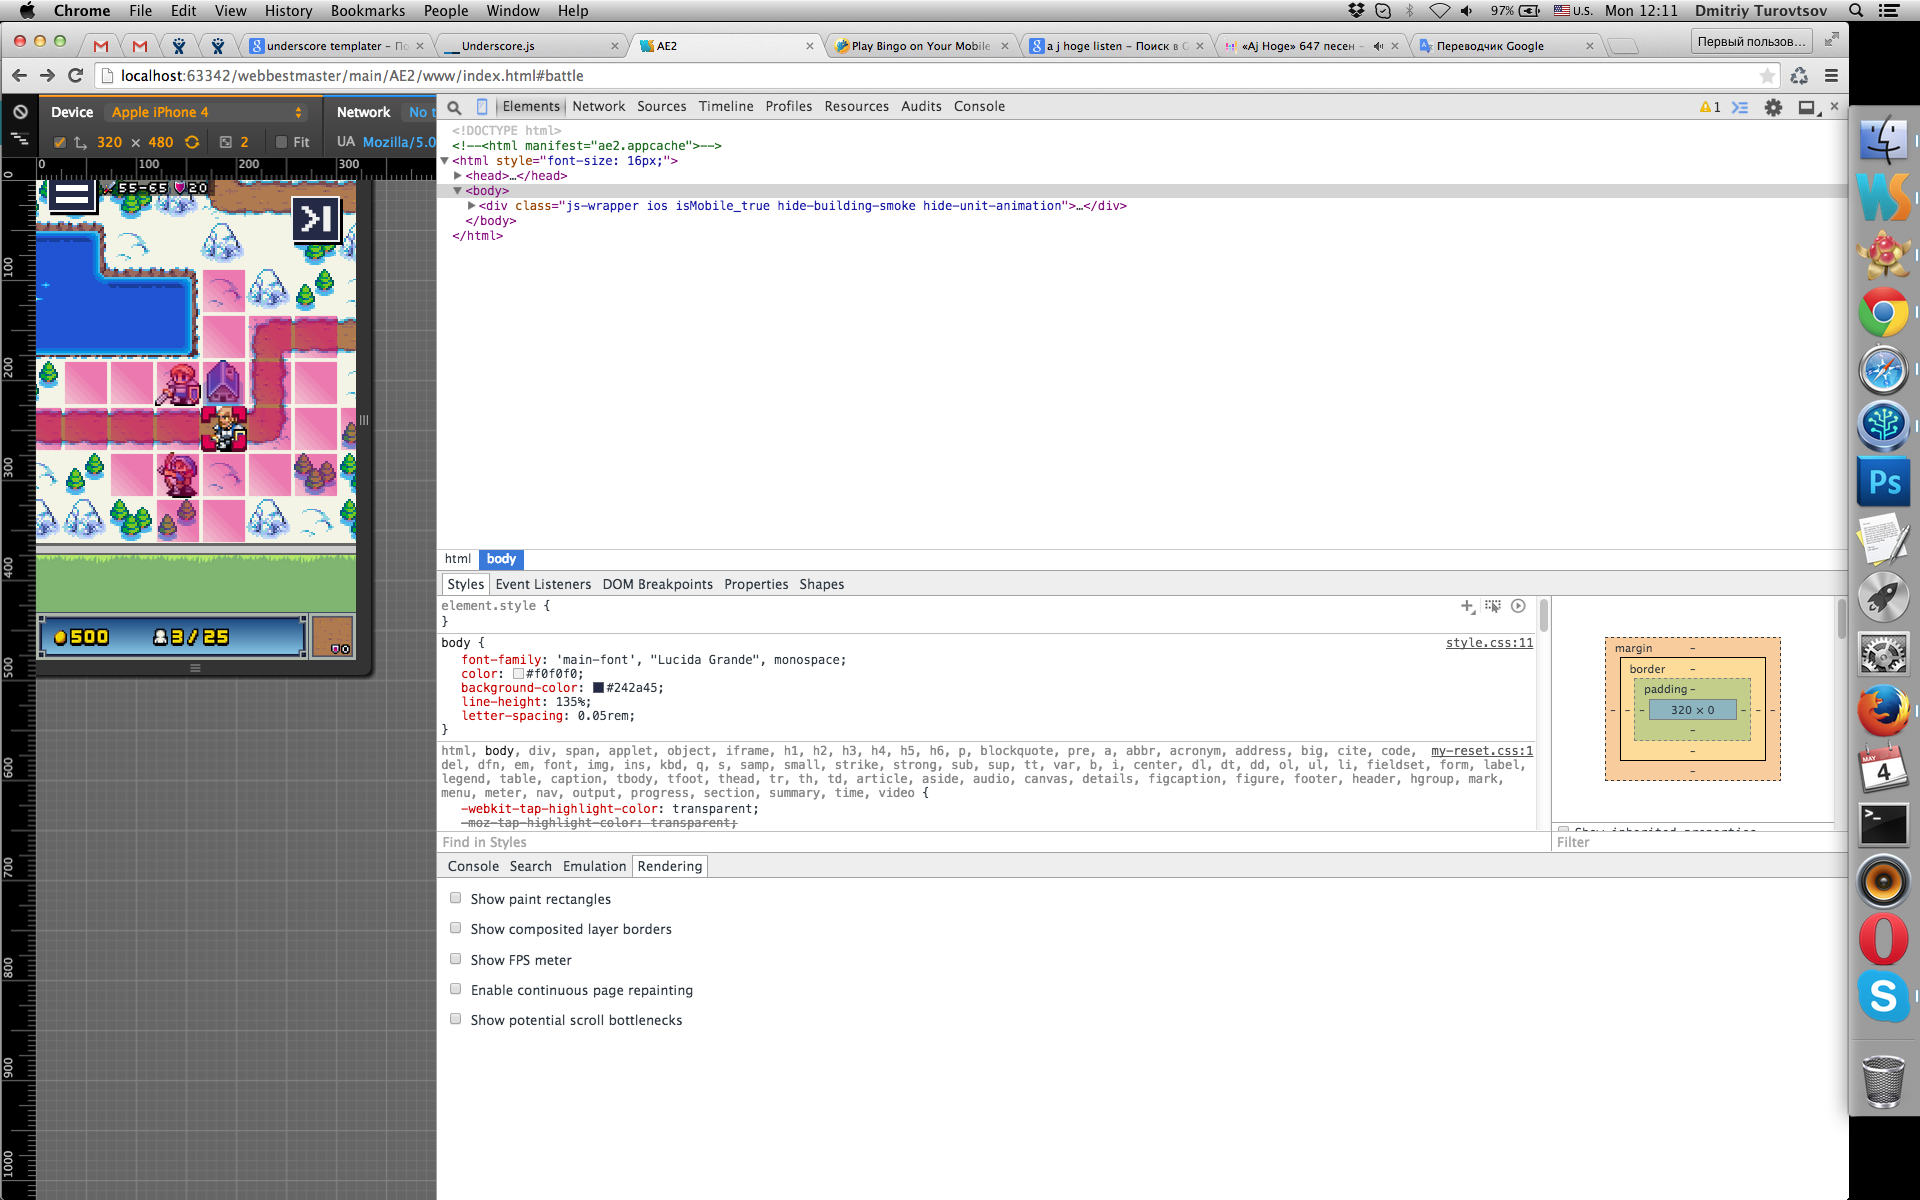 Chrome File Edit View History Bookmarks People Window Help 97% U.S. Mon 12:11 Dmitriy Turovtsov
underscore templater – По Underscore.js AE2 Play Bingo on Your Mobile a j hoge listen – Поиск в G «Aj Hoge» 647 песен – Переводчик Google Первый пользов…
localhost:63342/webbestmaster/main/AE2/www/index.html#battle
Device Apple iPhone 4 Network No t
320 × 480 2 Fit UA Mozilla/5.0
Elements Network Sources Timeline Profiles Resources Audits Console 1
0 100 200 300
0
100
200
300
400
500
600
700
800
900
1000
55-65 20
500 3/25 0
<!DOCTYPE html>
<!--<html manifest="ae2.appcache">-->
<html style="font-size: 16px;">
<head>…</head>
<body>
<div class="js-wrapper ios isMobile_true hide-building-smoke hide-unit-animation">…</div>
</body>
</html>
html body
Styles Event Listeners DOM Breakpoints Properties Shapes
element.style {
}
body { style.css:11
font-family: 'main-font', "Lucida Grande", monospace;
color: #f0f0f0;
background-color: #242a45;
line-height: 135%;
letter-spacing: 0.05rem;
}
html, body, div, span, applet, object, iframe, h1, h2, h3, h4, h5, h6, p, blockquote, pre, a, abbr, acronym, address, big, cite, code, my-reset.css:1
del, dfn, em, font, img, ins, kbd, q, s, samp, small, strike, strong, sub, sup, tt, var, b, i, center, dl, dt, dd, ol, ul, li, fieldset, form, label,
legend, table, caption, tbody, tfoot, thead, tr, th, td, article, aside, audio, canvas, details, figcaption, figure, footer, header, hgroup, mark,
menu, meter, nav, output, progress, section, summary, time, video {
-webkit-tap-highlight-color: transparent;
-moz-tap-highlight-color: transparent;
Find in Styles
margin –
border –
padding –
– – – 320 × 0 – – –
–
–
–
Show inherited properties
Filter
Console Search Emulation Rendering
Show paint rectangles
Show composited layer borders
Show FPS meter
Enable continuous page repainting
Show potential scroll bottlenecks
WS
Ps
MAY
4
>_